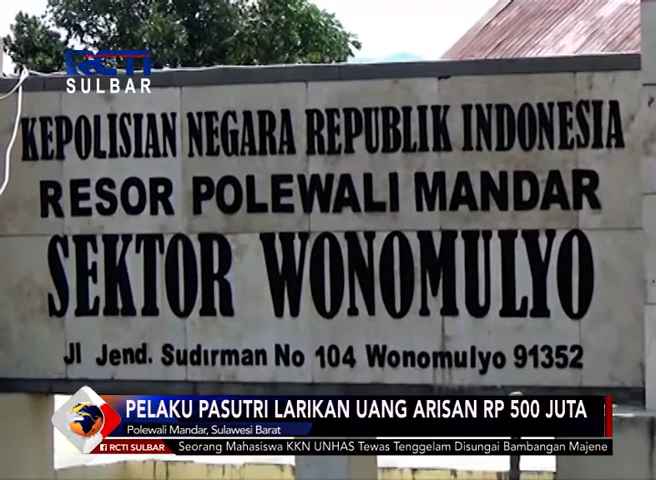 RCTI
SULBAR
KEPOLISIAN NEGARA REPUBLIK INDONESIA
RESOR POLEWALI MANDAR
SEKTOR WONOMULYO
Jl Jend. Sudirman No 104 Wonomulyo 91352
PELAKU PASUTRI LARIKAN UANG ARISAN RP 500 JUTA
Polewali Mandar, Sulawesi Barat
RCTI SULBAR
Seorang Mahasiswa KKN UNHAS Tewas Tenggelam Disungai Bambangan Majene